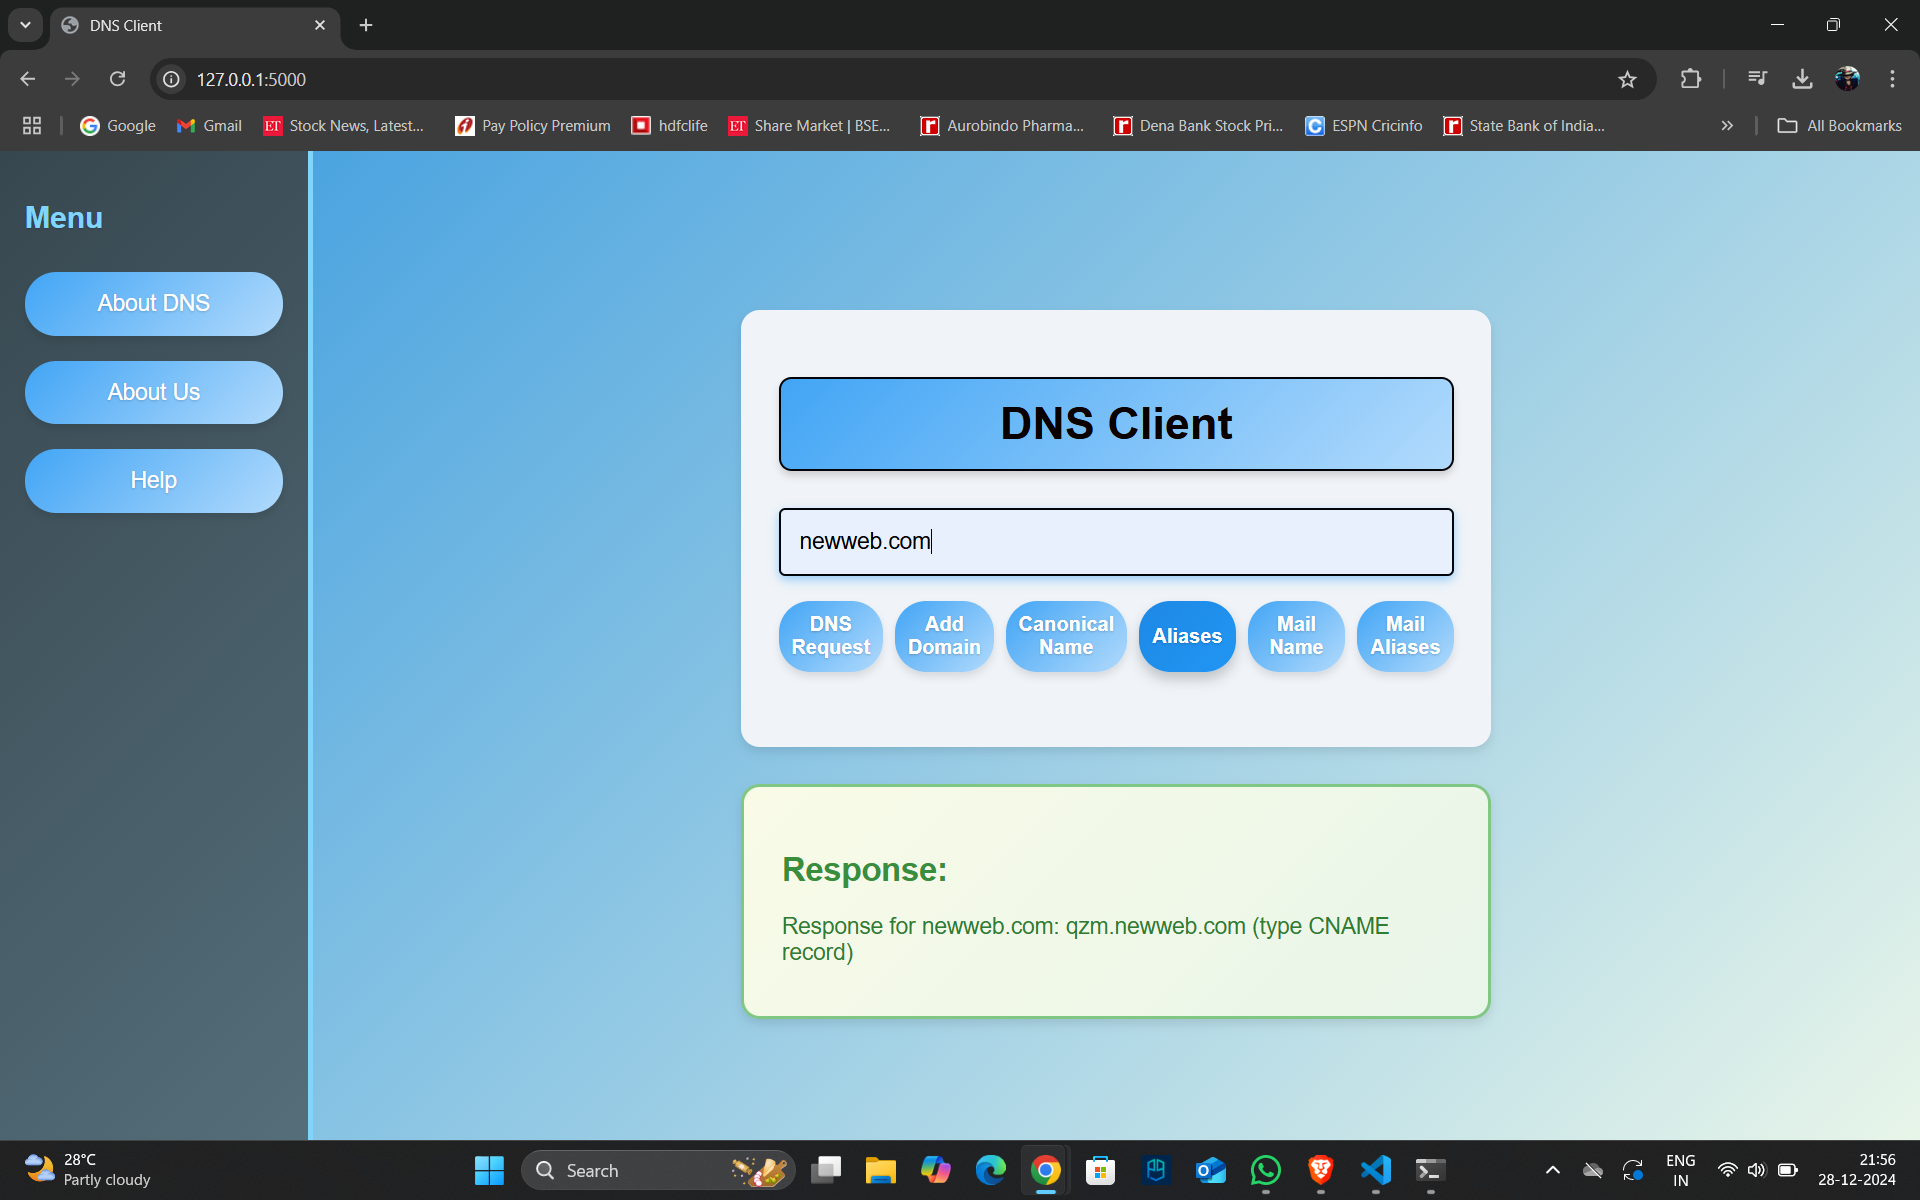 DNS Client
127.0.0.1:5000
Google
Gmail
ET
Stock News, Latest...
Pay Policy Premium
hdfclife
ET
Share Market | BSE...
Aurobindo Pharma...
Dena Bank Stock Pri...
ESPN Cricinfo
State Bank of India...
All Bookmarks
Menu
About DNS
About Us
Help
DNS Client
newweb.com
DNS
Request
Add
Domain
Canonical
Name
Aliases
Mail
Name
Mail
Aliases
Response:
Response for newweb.com: qzm.newweb.com (type CNAME
record)
28°C
Partly cloudy
Search
ENG
IN
21:56
28-12-2024